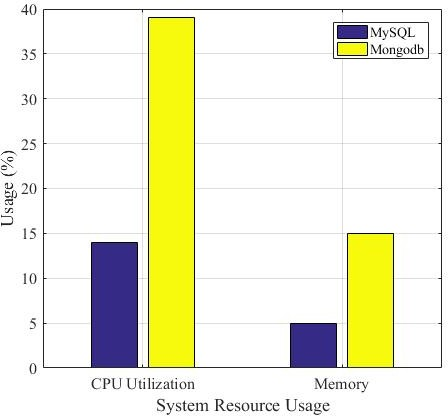 40
35
30
25
20
15
10
5
0
Usage (%)
MySQL
Mongodb
CPU Utilization
Memory
System Resource Usage